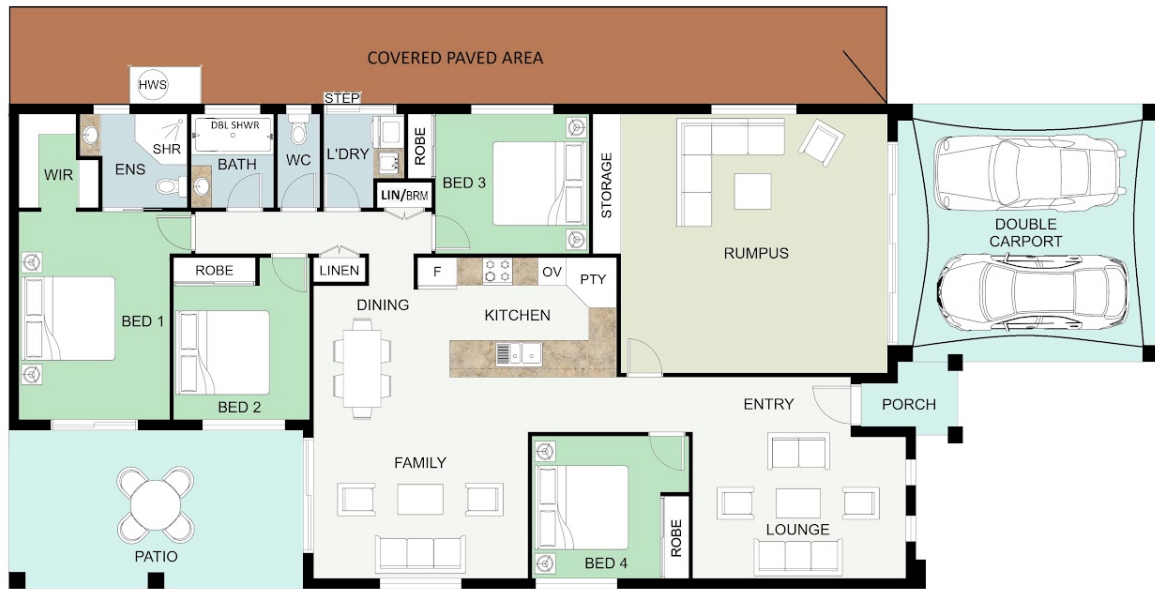 COVERED PAVED AREA
HWS
STEP
DBL SHWR
SHR
ROBE
WIR
ENS
BATH
WC
L'DRY
BED 3
STORAGE
LIN/BRM
DOUBLE
CARPORT
RUMPUS
ROBE
LINEN
F
OV
PTY
DINING
KITCHEN
BED 1
BED 2
ENTRY
PORCH
FAMILY
PATIO
BED 4
ROBE
LOUNGE